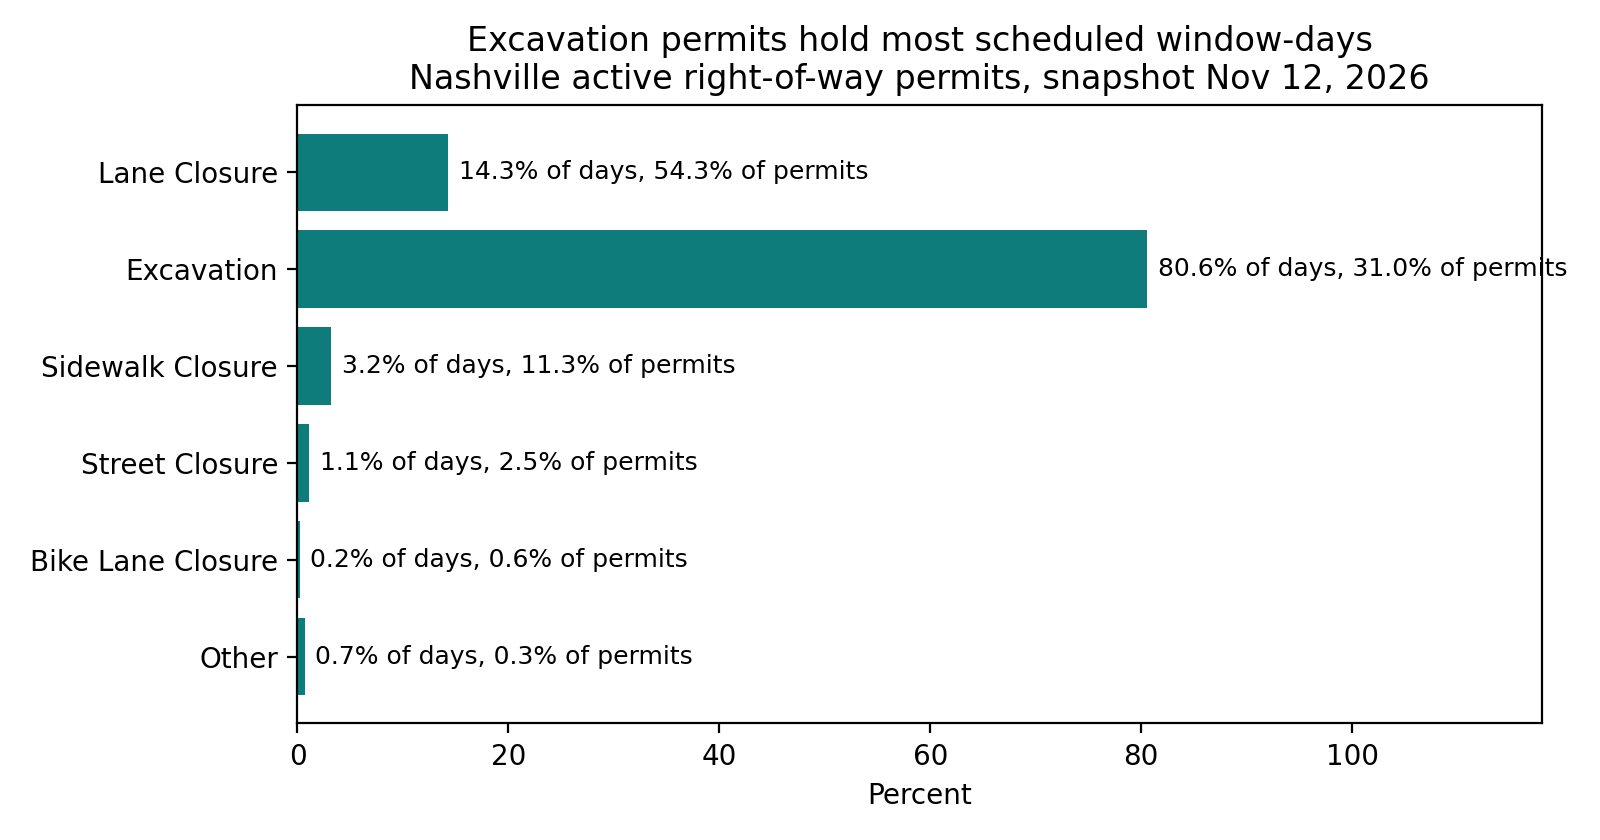 Excavation permits hold most scheduled window-days
Nashville active right-of-way permits, snapshot Nov 12, 2026
Lane Closure
14.3% of days, 54.3% of permits
Excavation
80.6% of days, 31.0% of permits
Sidewalk Closure
3.2% of days, 11.3% of permits
Street Closure
1.1% of days, 2.5% of permits
Bike Lane Closure
0.2% of days, 0.6% of permits
Other
0.7% of days, 0.3% of permits
0 20 40 60 80 100
Percent